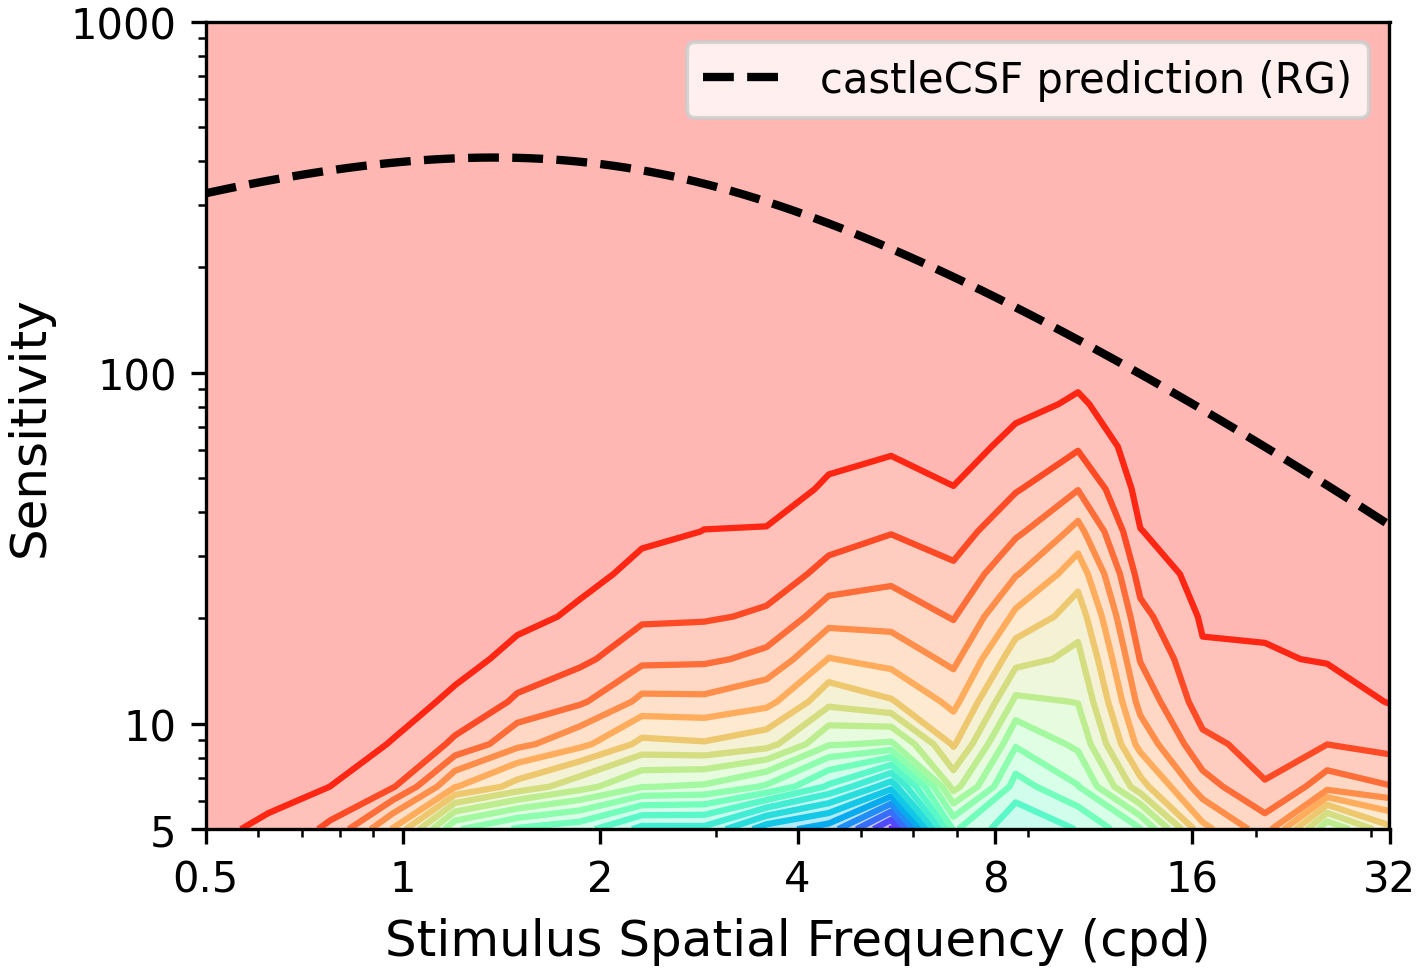 1000
castleCSF prediction (RG)
100
Sensitivity
10
5
0.5 1 2 4 8 16 32
Stimulus Spatial Frequency (cpd)